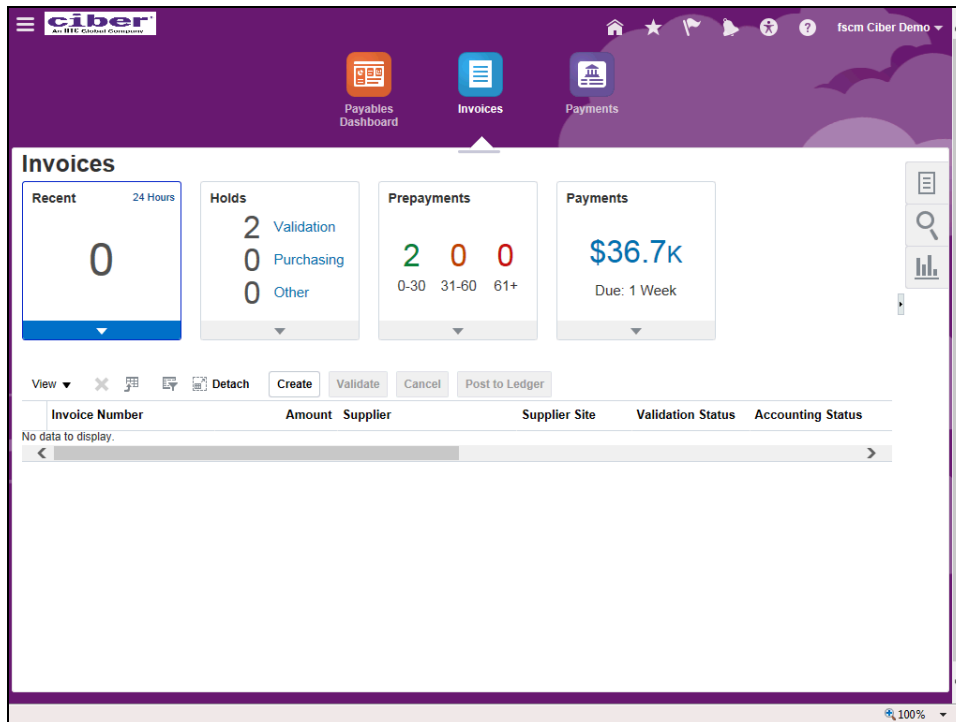 ciber
An HTC Global Company
fscm Ciber Demo
Payables Dashboard
Invoices
Payments
Invoices
Recent 24 Hours
0
Holds
2 Validation
0 Purchasing
0 Other
Prepayments
2 0 0
0-30 31-60 61+
Payments
$36.7K
Due: 1 Week
View Detach Create Validate Cancel Post to Ledger
Invoice Number Amount Supplier Supplier Site Validation Status Accounting Status
No data to display.
100%